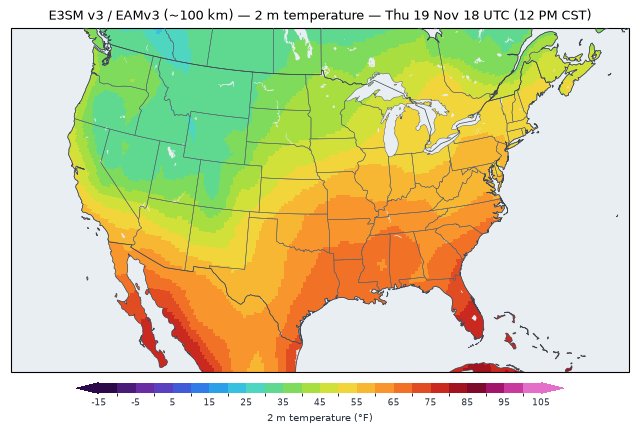 E3SM v3 / EAMv3 (~100 km) — 2 m temperature — Thu 19 Nov 18 UTC (12 PM CST)
-15 -5 5 15 25 35 45 55 65 75 85 95 105
2 m temperature (°F)